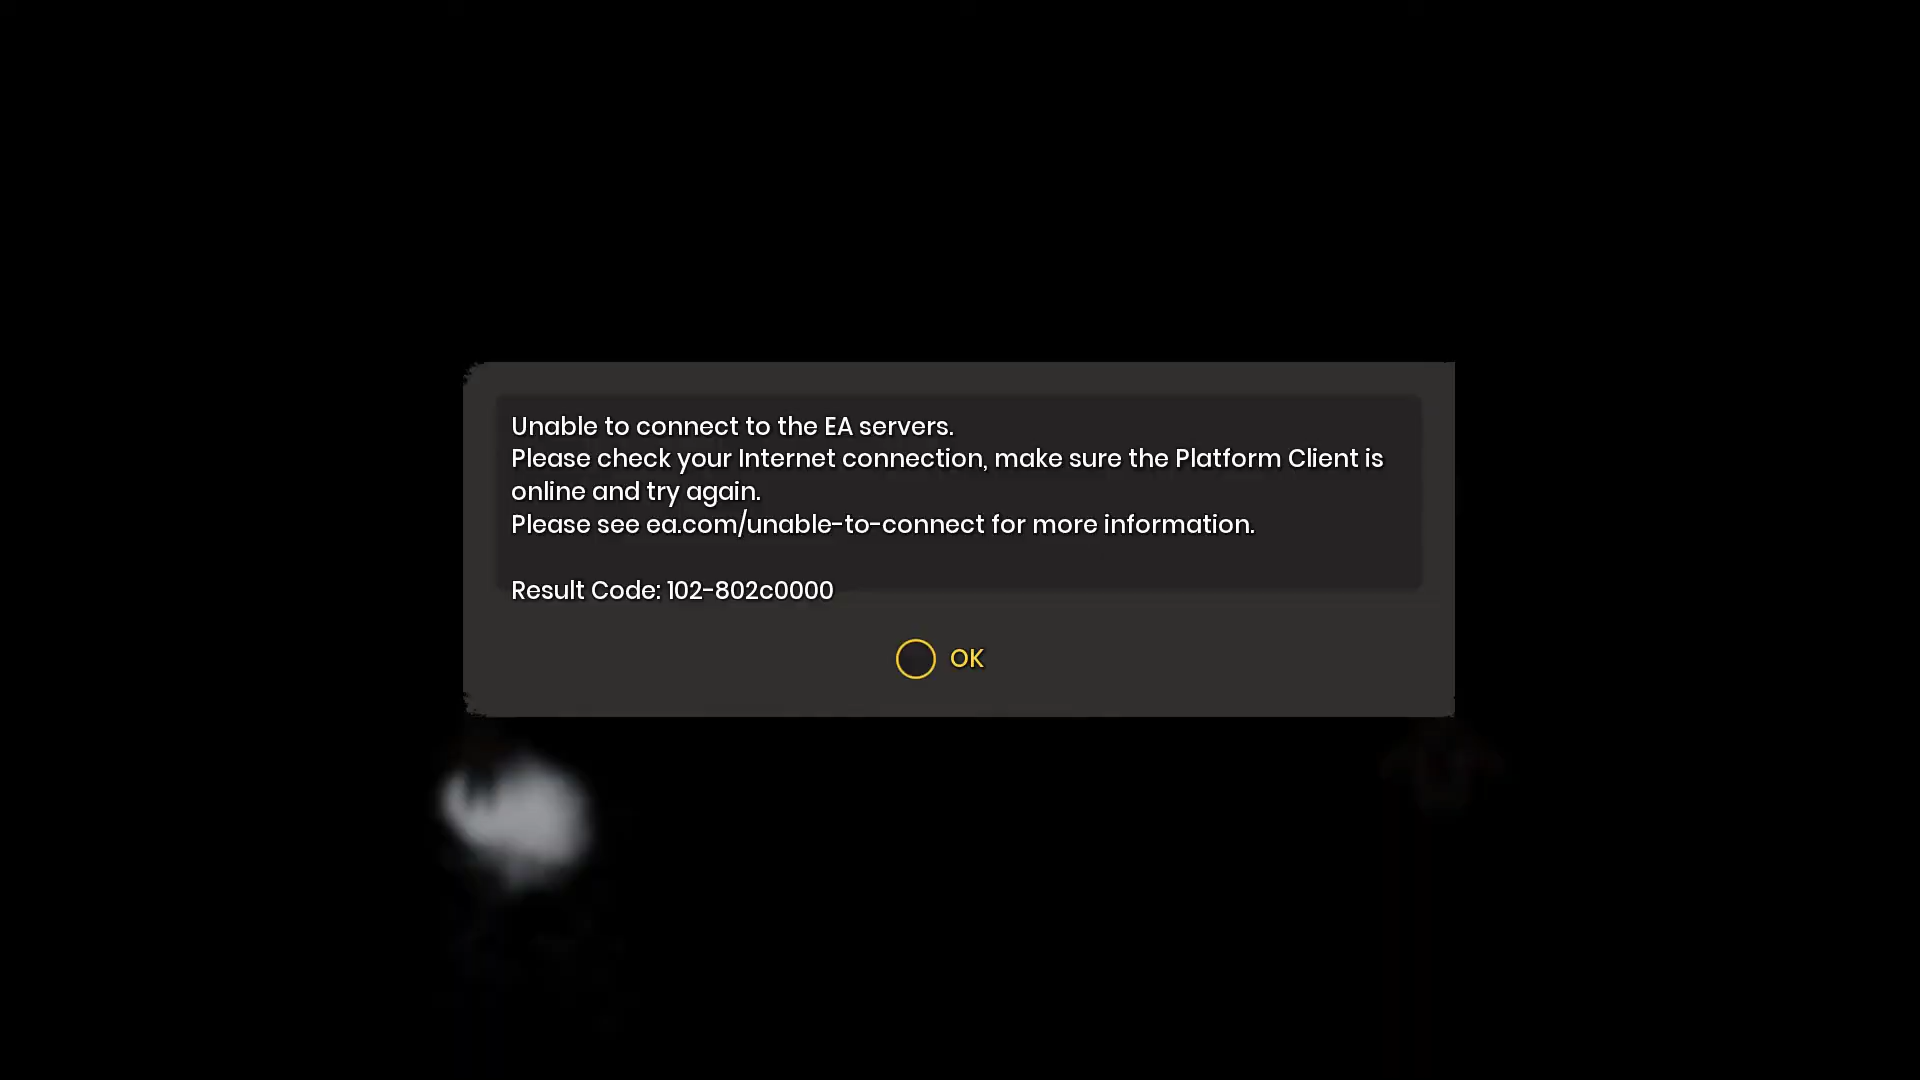 Unable to connect to the EA servers.
Please check your Internet connection, make sure the Platform Client is
online and try again.
Please see ea.com/unable-to-connect for more information.
Result Code: 102-802c0000
OK